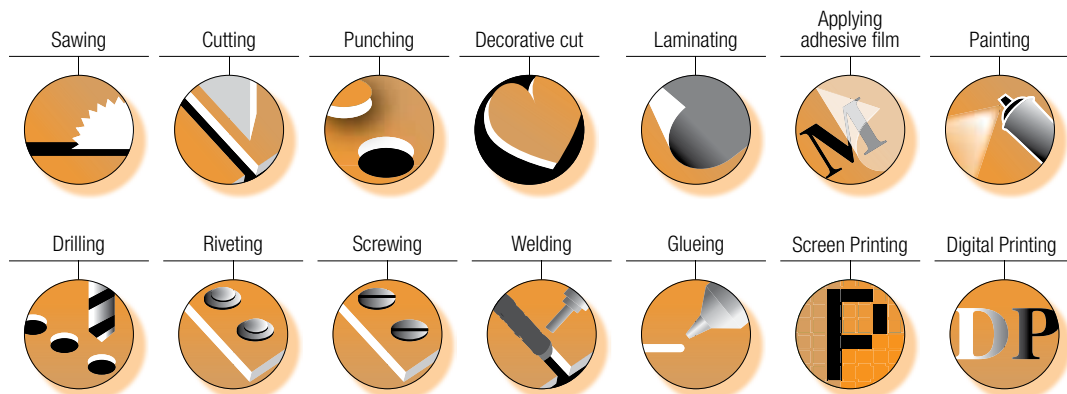 Sawing
Cutting
Punching
Decorative cut
Laminating
Applying
adhesive film
Painting
M
M
Drilling
Riveting
Screwing
Welding
Glueing
Screen Printing
Digital Printing
P
DP